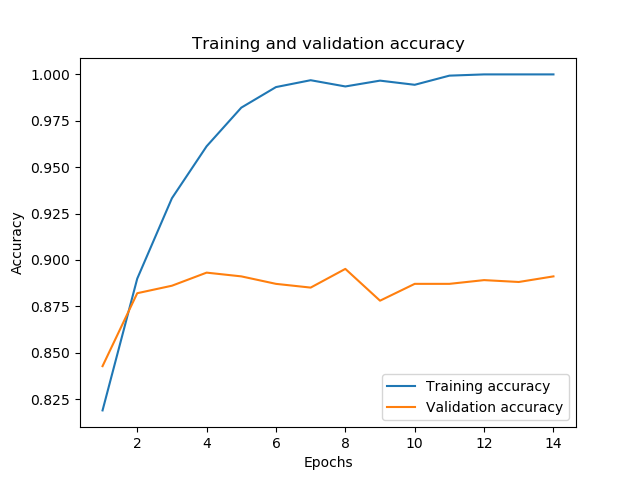 Training and validation accuracy
1.000
0.975
0.950
0.925
0.900
0.875
0.850
0.825
Accuracy
Training accuracy
Validation accuracy
2 4 6 8 10 12 14
Epochs